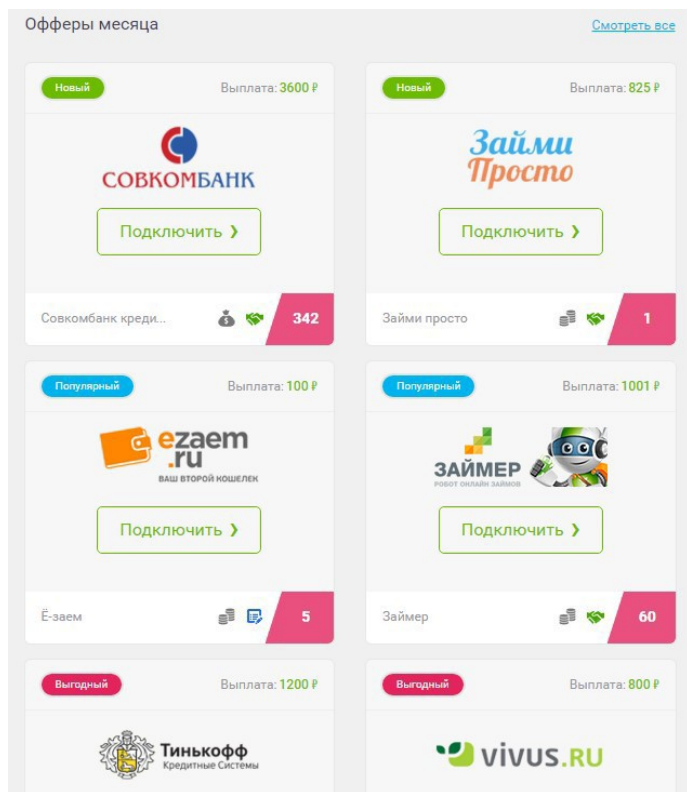 Офферы месяца
Смотреть все
Новый
Выплата: 3600 ₽
СОВКОМБАНК
Подключить ❯
Совкомбанк креди...
342
Новый
Выплата: 825 ₽
Займи
Просто
Подключить ❯
Займи просто
1
Популярный
Выплата: 100 ₽
ezaem
.ru
ВАШ ВТОРОЙ КОШЕЛЕК
Подключить ❯
Ё-заем
5
Популярный
Выплата: 1001 ₽
ЗАЙМЕР
РОБОТ ОНЛАЙН ЗАЙМОВ
Подключить ❯
Займер
60
Выгодный
Выплата: 1200 ₽
Тинькофф
Кредитные Системы
Выгодный
Выплата: 800 ₽
vivus.RU